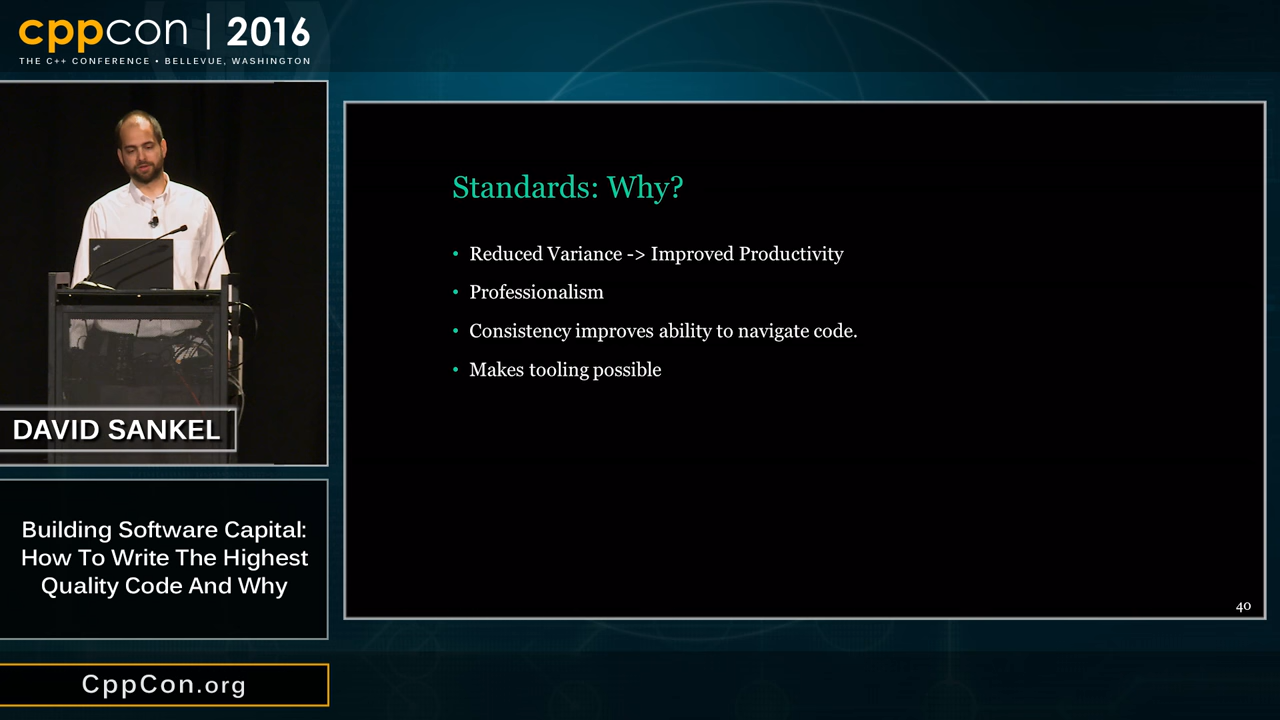 cppcon | 2016
THE C++ CONFERENCE • BELLEVUE, WASHINGTON
DAVID SANKEL
Building Software Capital:
How To Write The Highest
Quality Code And Why
CppCon.org
Standards: Why?
• Reduced Variance -> Improved Productivity
• Professionalism
• Consistency improves ability to navigate code.
• Makes tooling possible
40